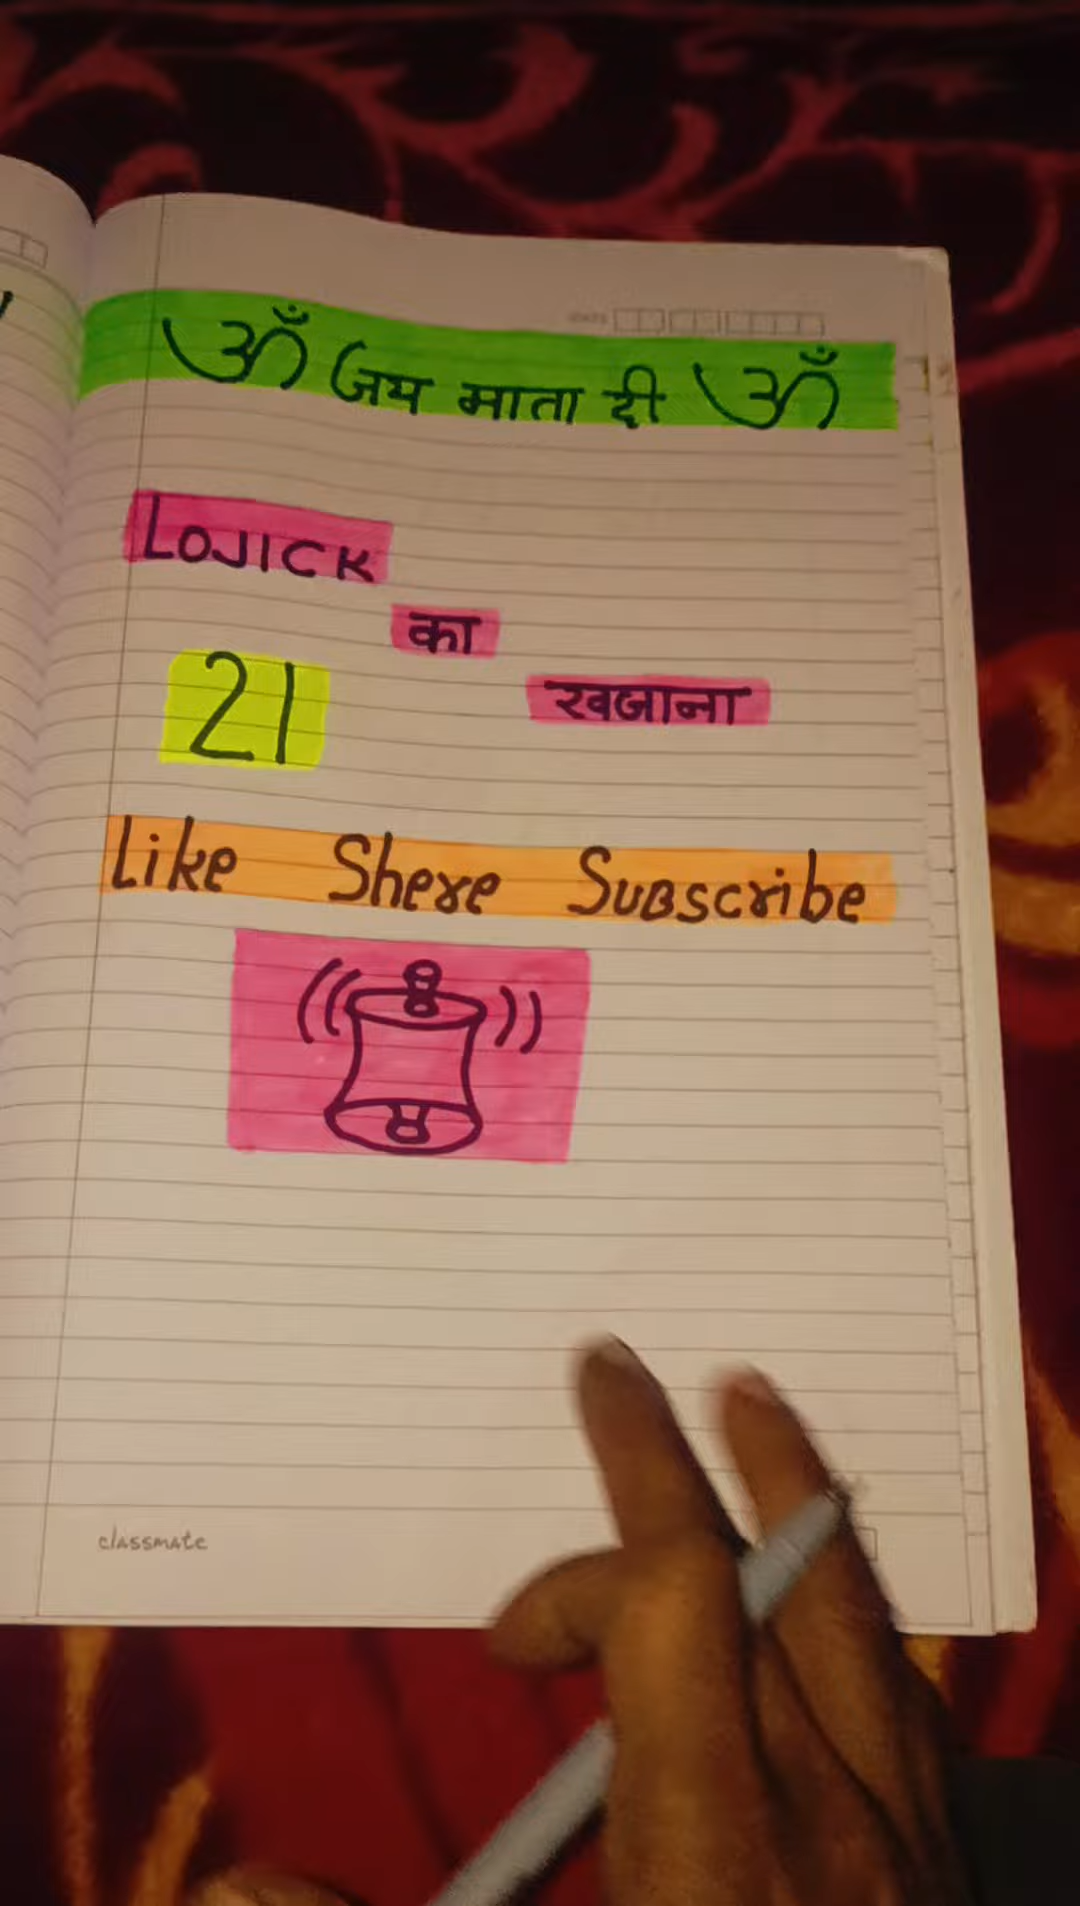 ॐ जय माता दी ॐ
LOJICK
का
खजाना
21
Like Shere Subscribe
classmate